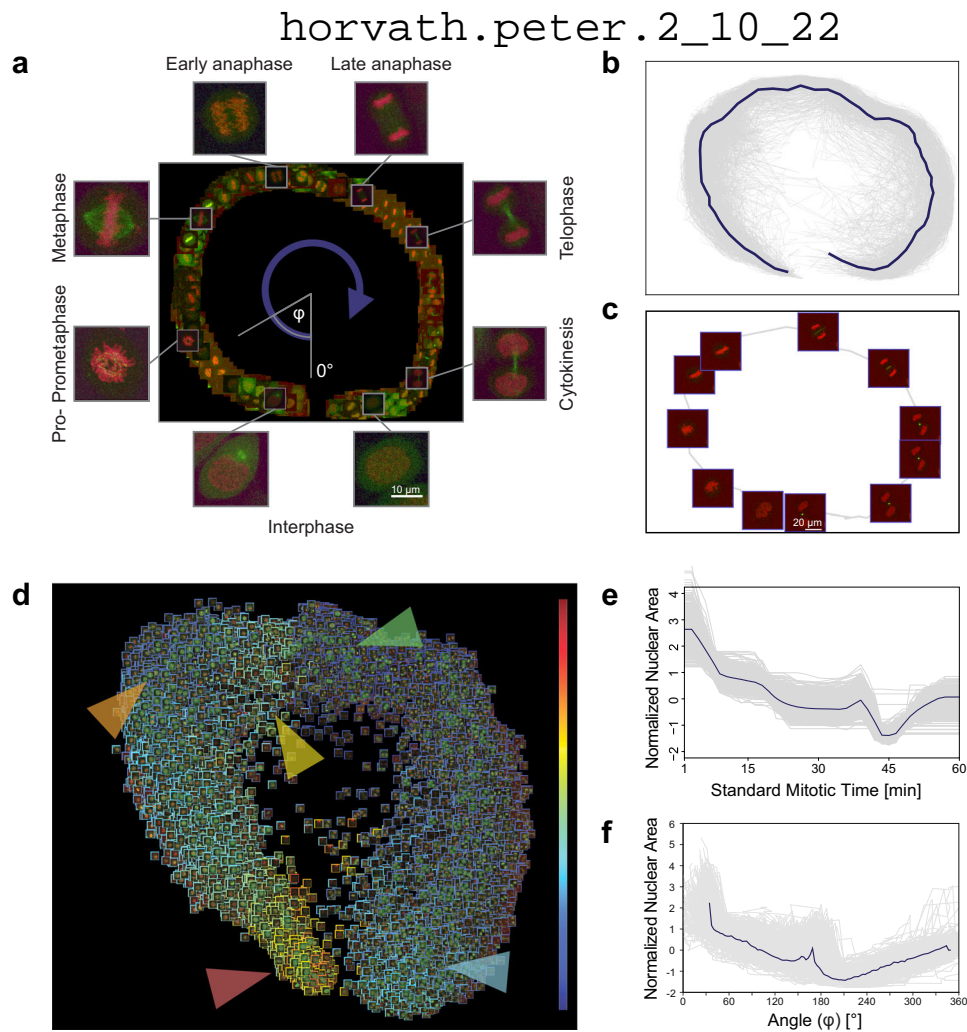 horvath.peter.2_10_22
a
Early anaphase
Late anaphase
Metaphase
Telophase
Pro- Prometaphase
Cytokinesis
φ
0°
10 µm
Interphase
b
c
20 µm
d
e
Normalized Nuclear Area
4
3
2
1
0
-1
-2
1
15
30
45
60
Standard Mitotic Time [min]
f
Normalized Nuclear Area
6
5
4
3
2
1
0
-1
-2
0
60
120
180
240
300
360
Angle (φ) [°]